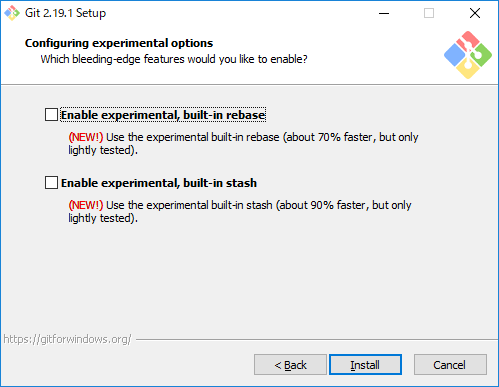 Git 2.19.1 Setup
Configuring experimental options
Which bleeding-edge features would you like to enable?
Enable experimental, built-in rebase
(NEW!) Use the experimental built-in rebase (about 70% faster, but only
lightly tested).
Enable experimental, built-in stash
(NEW!) Use the experimental built-in stash (about 90% faster, but only
lightly tested).
https://gitforwindows.org/
< Back
Install
Cancel